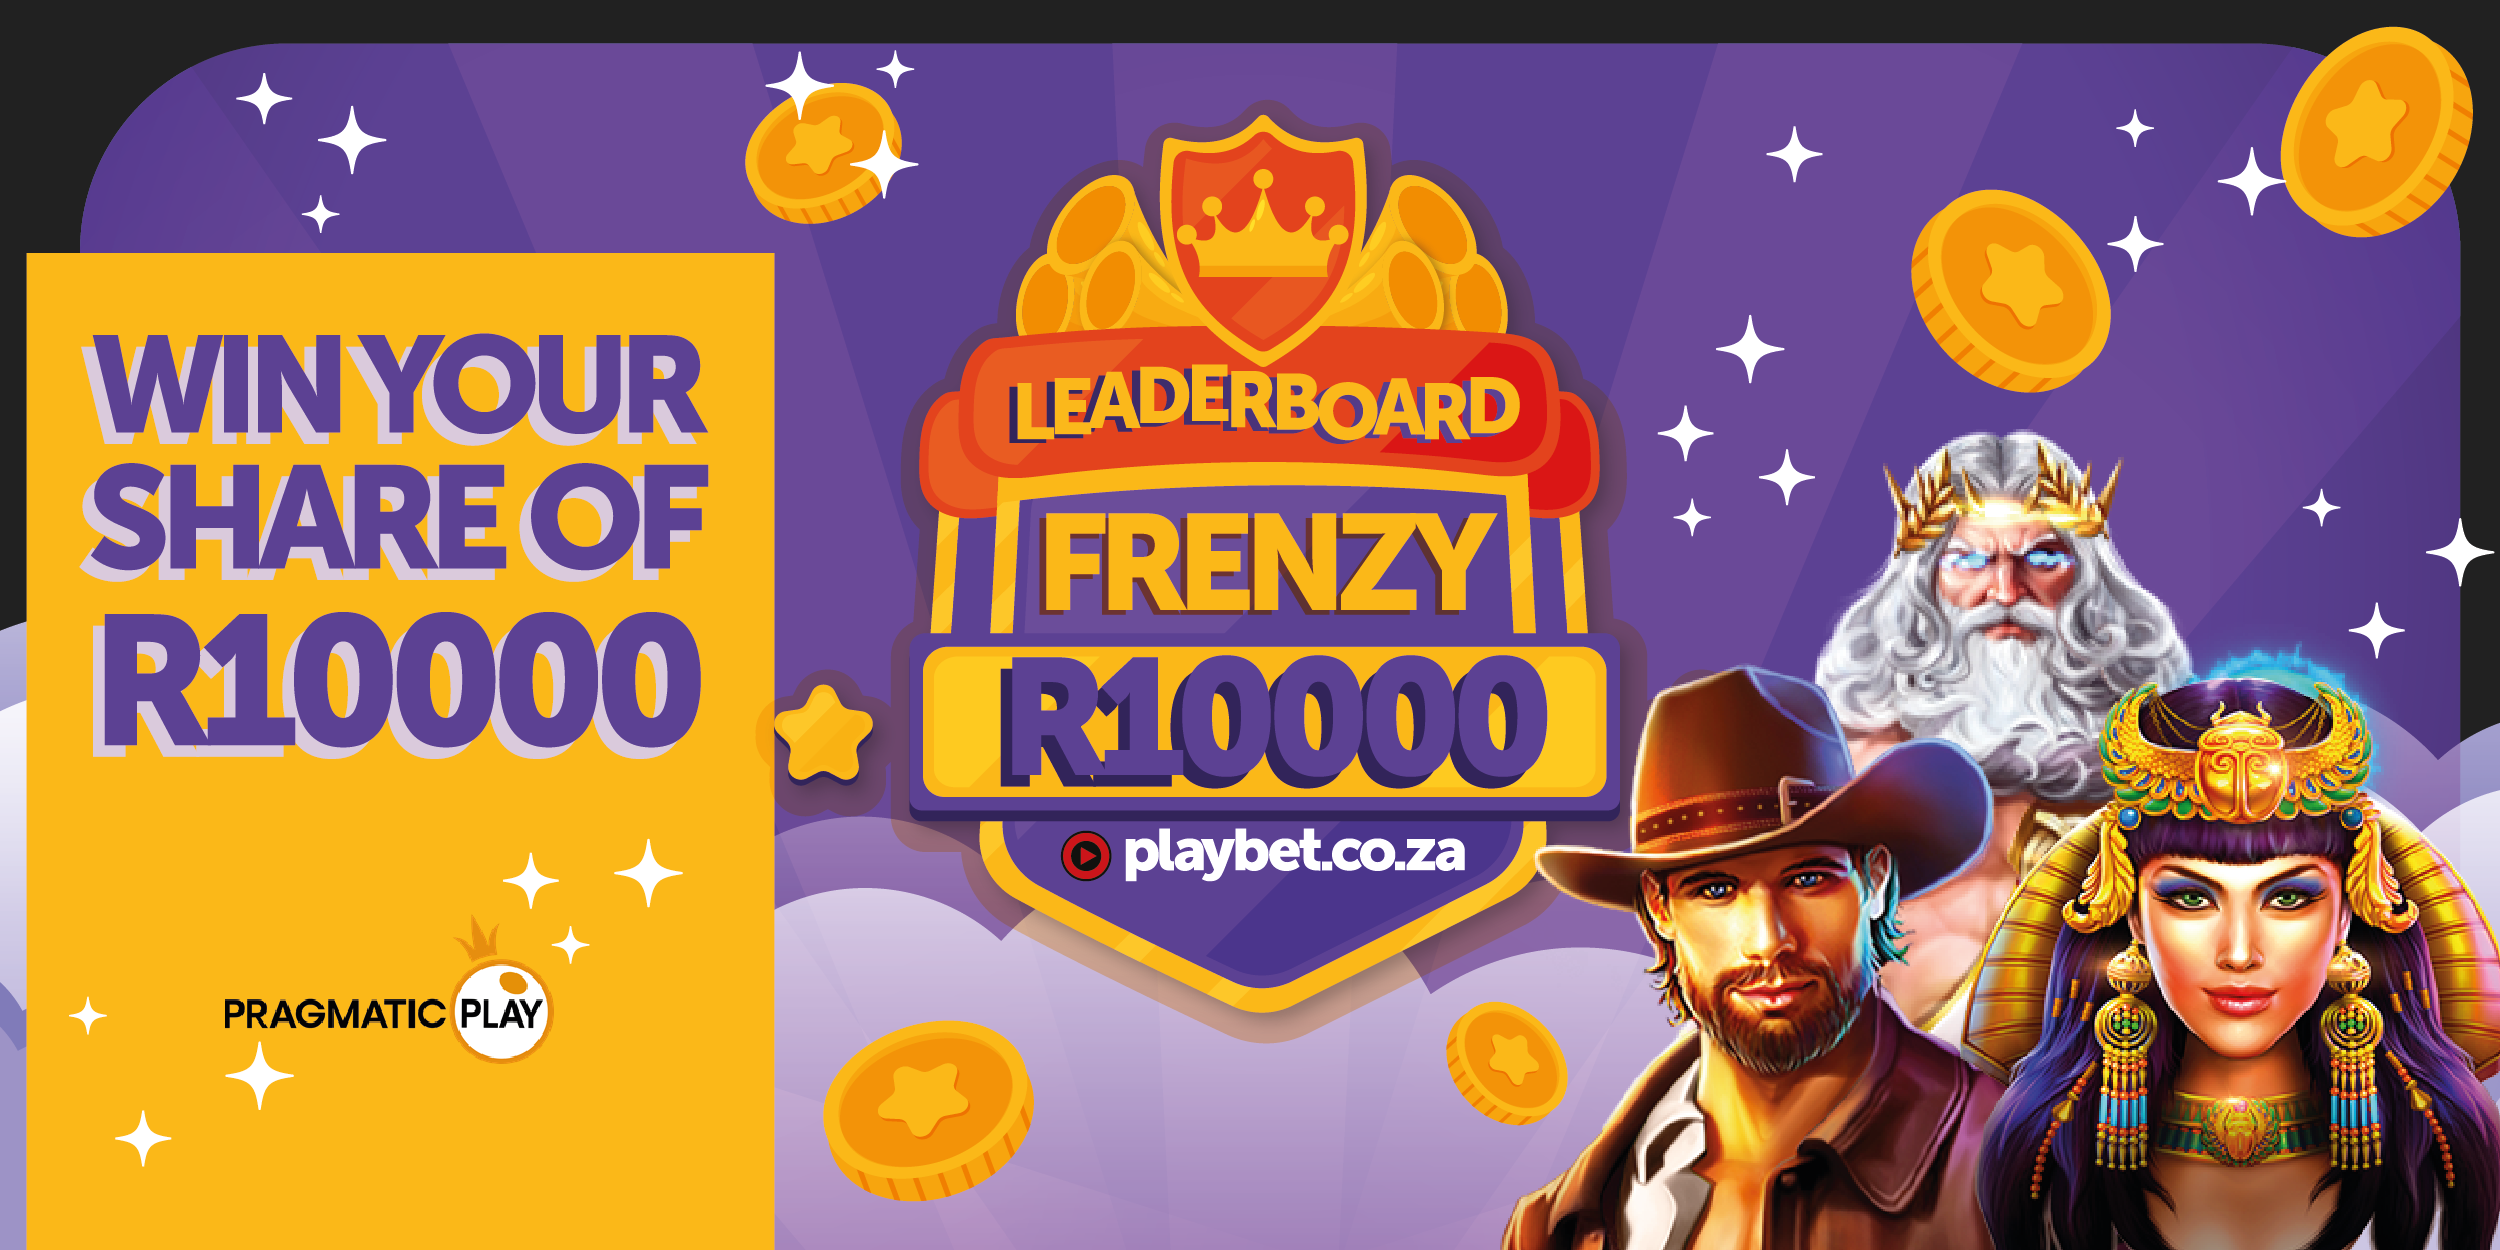 WIN YOUR
SHARE OF
R10000
PRAGMATIC PLAY
LEADERBOARD
FRENZY
R10000
playbet.co.za